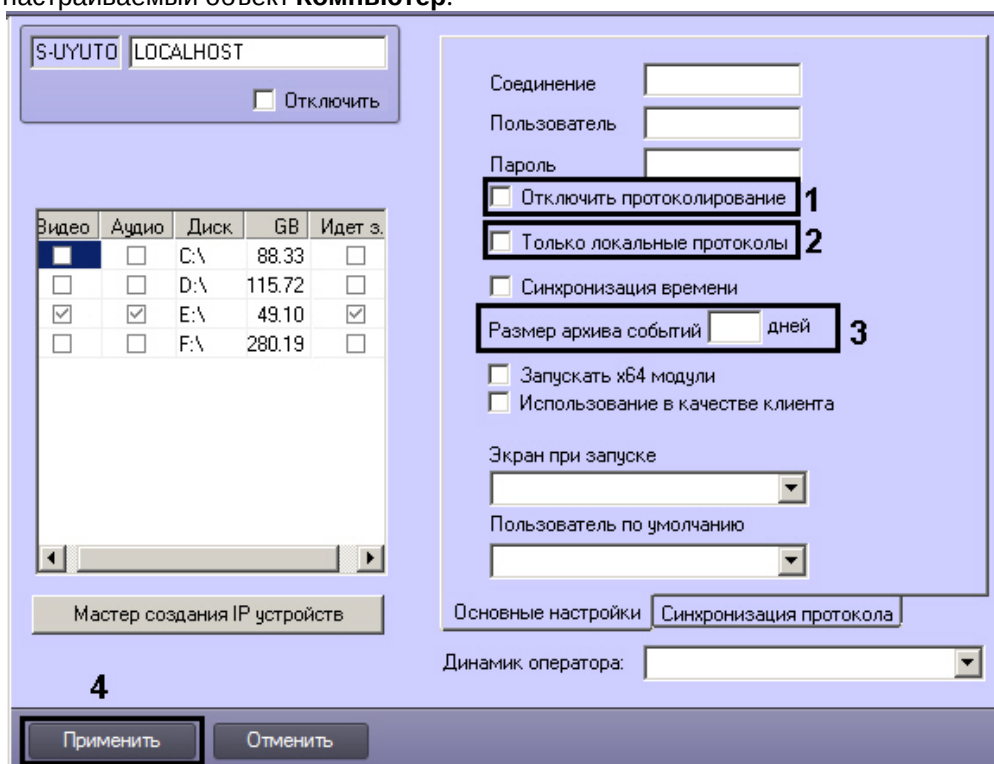 настраиваемый объект Компьютер.
S-UYUTO LOCALHOST
Отключить
Видео Аудио Диск GB Идет з.
C:\ 88.33
D:\ 115.72
E:\ 49.10
F:\ 280.19
Мастер создания IP устройств
Соединение
Пользователь
Пароль
Отключить протоколирование 1
Только локальные протоколы 2
Синхронизация времени
Размер архива событий дней 3
Запускать x64 модули
Использование в качестве клиента
Экран при запуске
Пользователь по умолчанию
Основные настройки Синхронизация протокола
Динамик оператора:
4
Применить Отменить